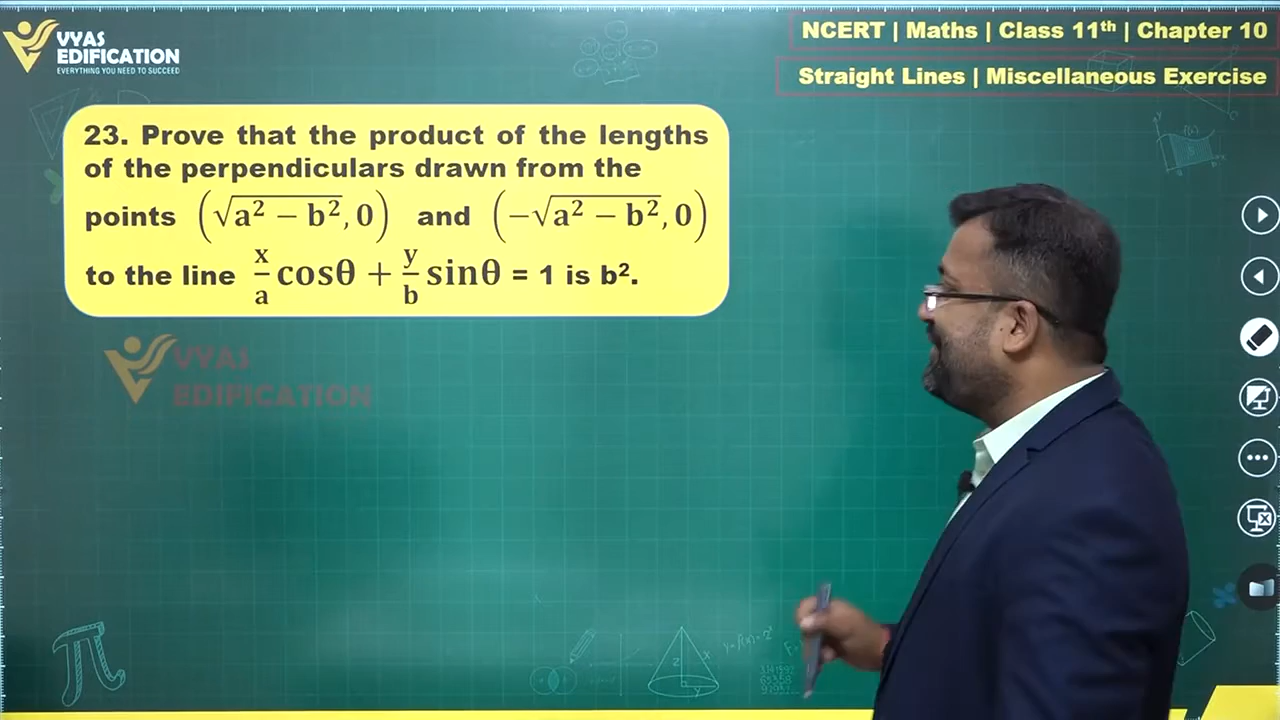 VYAS
EDIFICATION
EVERYTHING YOU NEED TO SUCCEED
NCERT | Maths | Class 11th | Chapter 10
Straight Lines | Miscellaneous Exercise
23. Prove that the product of the lengths
of the perpendiculars drawn from the
points (√a² − b², 0) and (−√a² − b², 0)
to the line x/a cosθ + y/b sinθ = 1 is b².
VYAS
EDIFICATION